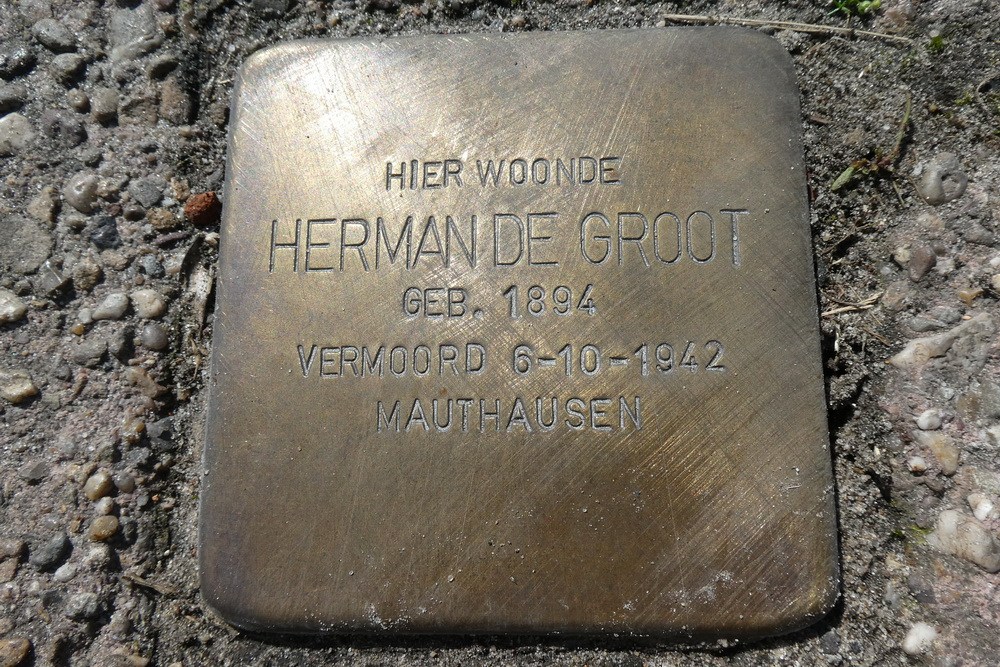 HIER WOONDE
HERMAN DE GROOT
GEB. 1894
VERMOORD 6-10-1942
MAUTHAUSEN